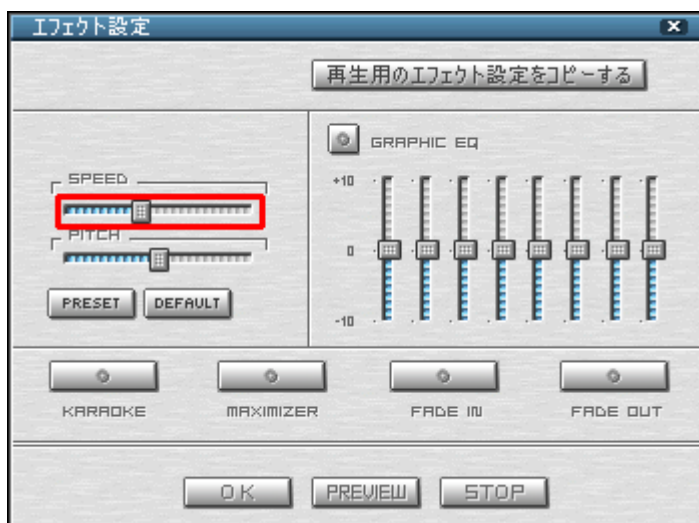 エフェクト設定
再生用のエフェクト設定をコピーする
GRAPHIC EQ
SPEED
+10
PITCH
0
PRESET DEFAULT
-10
KARAOKE MAXIMIZER FADE IN FADE OUT
OK PREVIEW STOP